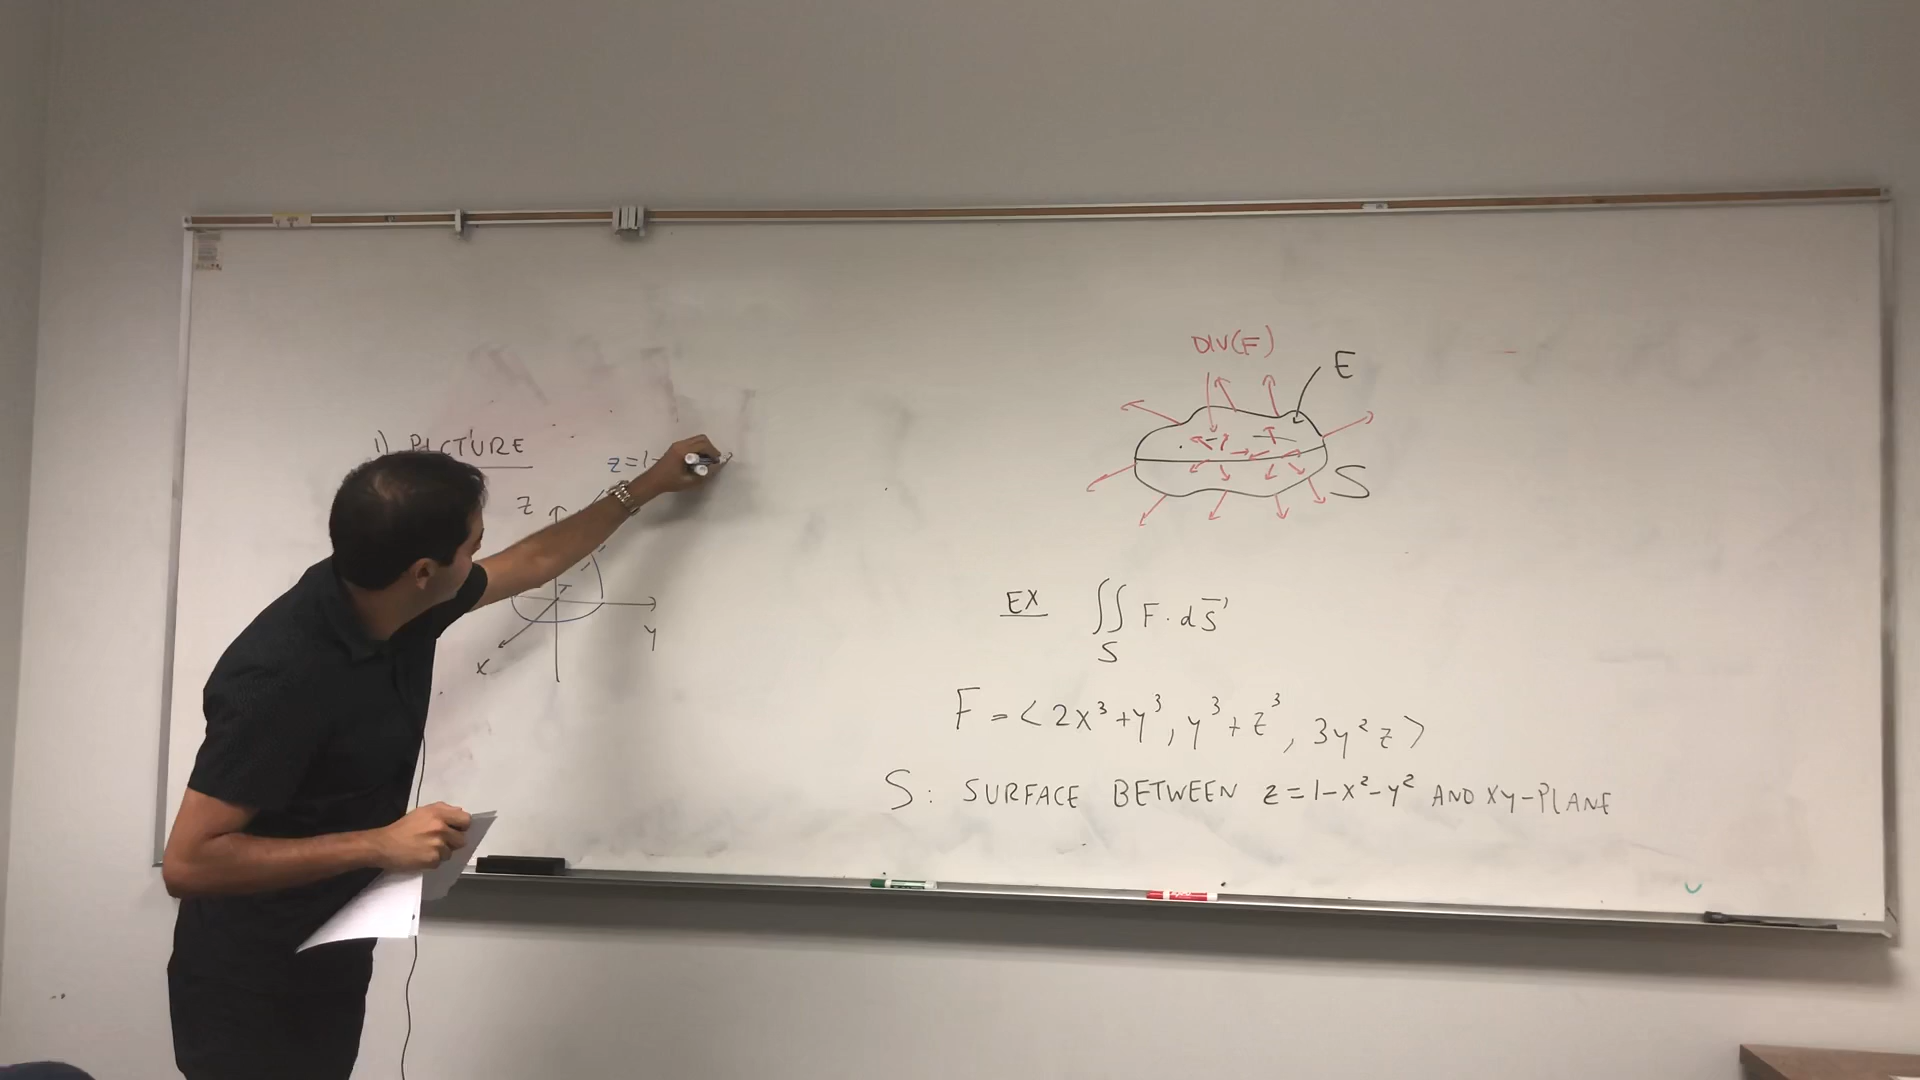 1) PICTURE
z=1-
z
y
x
DIV(F)
E
S
EX ∬ F · dS⃗
S
F = < 2x³+y³, y³+z³, 3y²z >
S: SURFACE BETWEEN z=1-x²-y² AND xy-PLANE